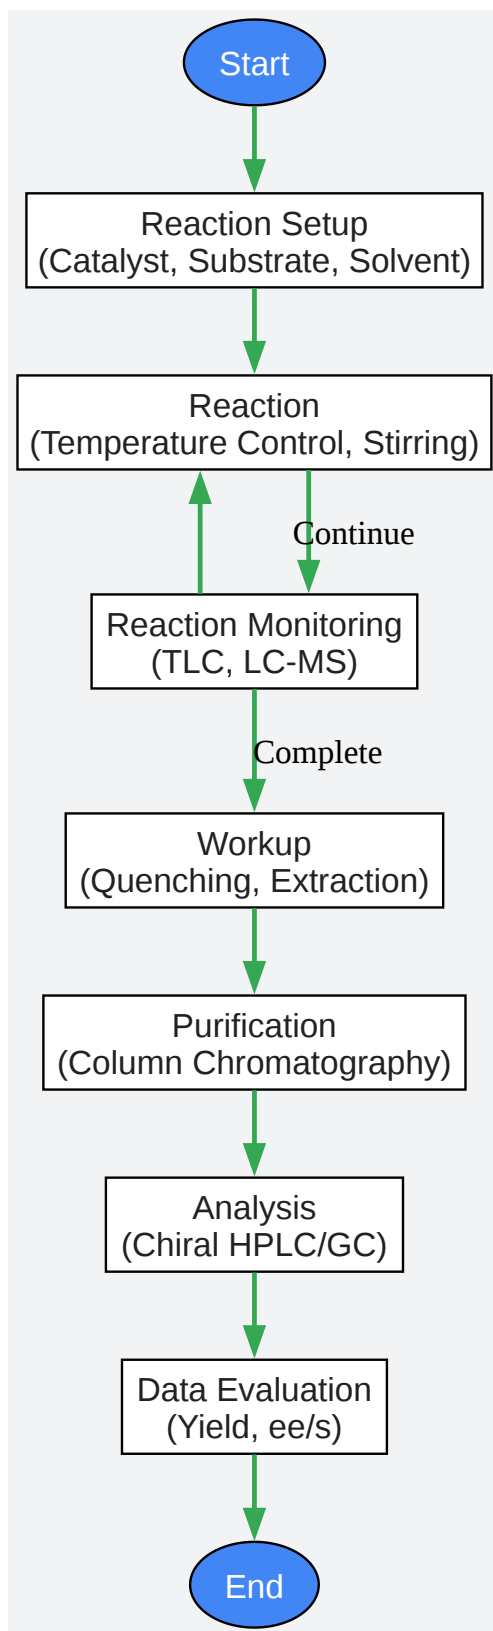 Start
Reaction Setup
(Catalyst, Substrate, Solvent)
Reaction
(Temperature Control, Stirring)
Continue
Reaction Monitoring
(TLC, LC-MS)
Complete
Workup
(Quenching, Extraction)
Purification
(Column Chromatography)
Analysis
(Chiral HPLC/GC)
Data Evaluation
(Yield, ee/s)
End